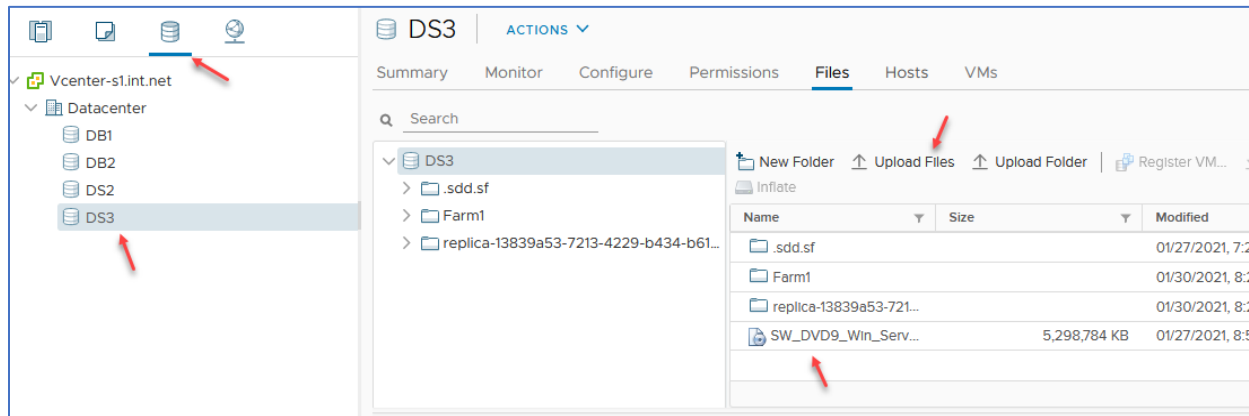 DS3 ACTIONS
Summary Monitor Configure Permissions Files Hosts VMs
Vcenter-s1.int.net
Datacenter
DB1
DB2
DS2
DS3
Search
DS3
.sdd.sf
Farm1
replica-13839a53-7213-4229-b434-b61...
New Folder Upload Files Upload Folder Register VM...
Inflate
Name Size Modified
.sdd.sf 01/27/2021, 7:2
Farm1 01/30/2021, 8:2
replica-13839a53-721... 01/30/2021, 8:2
SW_DVD9_Win_Serv... 5,298,784 KB 01/27/2021, 8:5